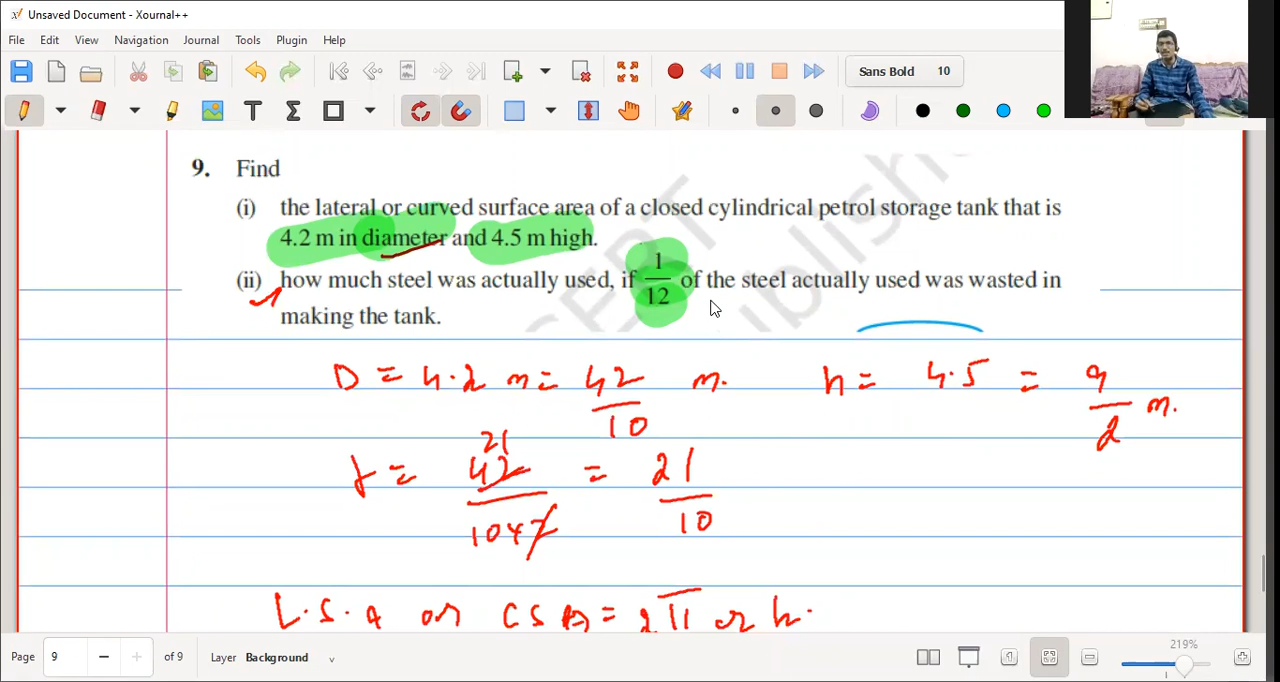 Unsaved Document - Xournal++
File Edit View Navigation Journal Tools Plugin Help
Sans Bold 10
9. Find
(i) the lateral or curved surface area of a closed cylindrical petrol storage tank that is
4.2 m in diameter and 4.5 m high.
(ii) how much steel was actually used, if 1/12 of the steel actually used was wasted in
making the tank.
D = 4.2 m = 42/10 m. h = 4.5 = 9/2 m.
r = 42/10×2 = 21/10
21
L.S.A or CSA = 2πrh.
Page 9 of 9 Layer Background 219%